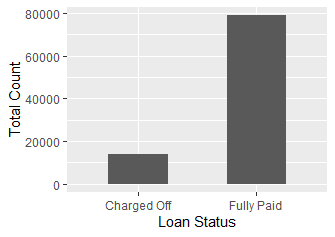 Total Count
80000
60000
40000
20000
0
Charged Off Fully Paid
Loan Status